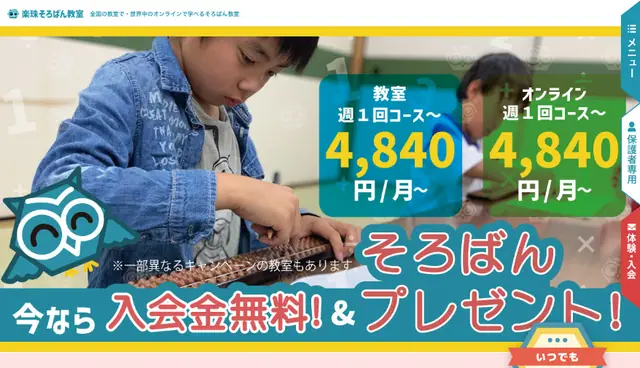 楽珠そろばん教室 全国の教室で・世界中のオンラインで学べるそろばん教室
メニュー
保護者専用
体験・入会
教室
週1回コース～
4,840
円/月～
オンライン
週1回コース～
4,840
円/月～
※一部異なるキャンペーンの教室もあります
そろばん
今なら 入会金無料!&プレゼント!
いつでも